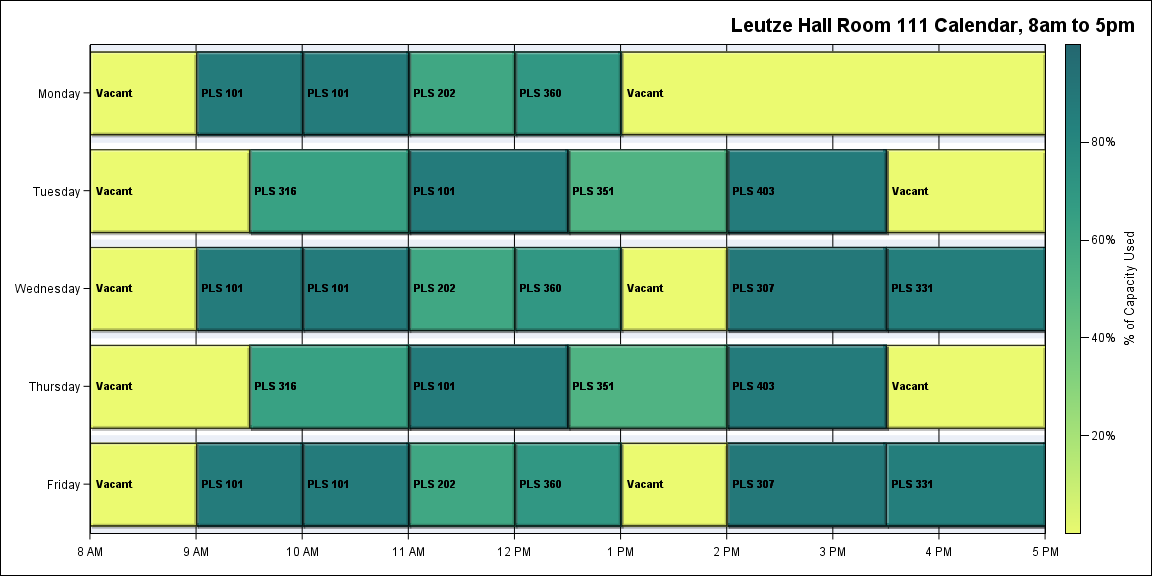 Leutze Hall Room 111 Calendar, 8am to 5pm
Monday
Vacant
PLS 101
PLS 101
PLS 202
PLS 360
Vacant
Tuesday
Vacant
PLS 316
PLS 101
PLS 351
PLS 403
Vacant
Wednesday
Vacant
PLS 101
PLS 101
PLS 202
PLS 360
Vacant
PLS 307
PLS 331
Thursday
Vacant
PLS 316
PLS 101
PLS 351
PLS 403
Vacant
Friday
Vacant
PLS 101
PLS 101
PLS 202
PLS 360
Vacant
PLS 307
PLS 331
8 AM
9 AM
10 AM
11 AM
12 PM
1 PM
2 PM
3 PM
4 PM
5 PM
80%
60%
40%
20%
% of Capacity Used